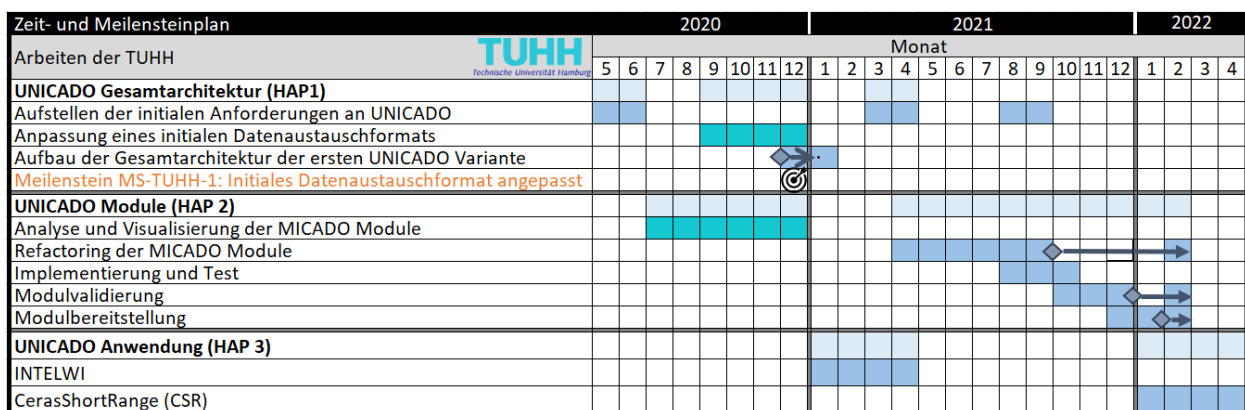 Zeit- und Meilensteinplan 2020 2021 2022
Arbeiten der TUHH
TUHH
Technische Universität Hamburg
Monat
5 6 7 8 9 10 11 12 1 2 3 4 5 6 7 8 9 10 11 12 1 2 3 4
UNICADO Gesamtarchitektur (HAP1)
Aufstellen der initialen Anforderungen an UNICADO
Anpassung eines initialen Datenaustauschformats
Aufbau der Gesamtarchitektur der ersten UNICADO Variante
Meilenstein MS-TUHH-1: Initiales Datenaustauschformat angepasst
UNICADO Module (HAP 2)
Analyse und Visualisierung der MICADO Module
Refactoring der MICADO Module
Implementierung und Test
Modulvalidierung
Modulbereitstellung
UNICADO Anwendung (HAP 3)
INTELWI
CerasShortRange (CSR)